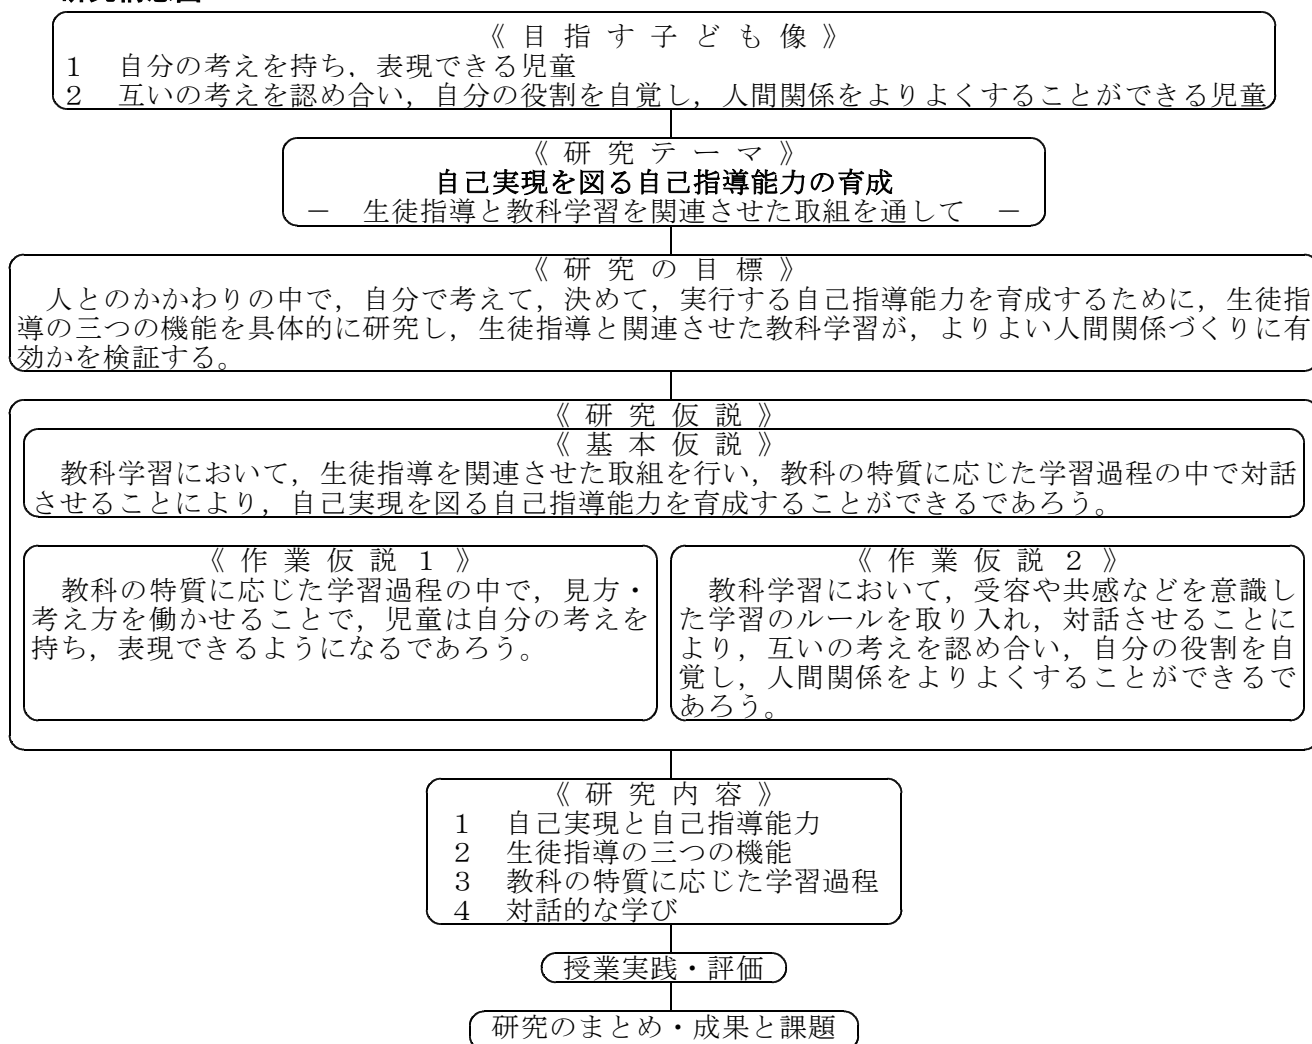 《 目 指 す 子 ど も 像 》
1　自分の考えを持ち，表現できる児童
2　互いの考えを認め合い，自分の役割を自覚し，人間関係をよりよくすることができる児童
《 研 究 テ ー マ 》
自己実現を図る自己指導能力の育成
－　生徒指導と教科学習を関連させた取組を通して　－
《 研 究 の 目 標 》
人とのかかわりの中で，自分で考えて，決めて，実行する自己指導能力を育成するために，生徒指
導の三つの機能を具体的に研究し，生徒指導と関連させた教科学習が，よりよい人間関係づくりに有
効かを検証する。
《 研 究 仮 説 》
《 基 本 仮 説 》
教科学習において，生徒指導を関連させた取組を行い，教科の特質に応じた学習過程の中で対話
させることにより，自己実現を図る自己指導能力を育成することができるであろう。
《 作 業 仮 説 1 》
教科の特質に応じた学習過程の中で，見方・
考え方を働かせることで，児童は自分の考えを
持ち，表現できるようになるであろう。
《 作 業 仮 説 2 》
教科学習において，受容や共感などを意識し
た学習のルールを取り入れ，対話させることに
より，互いの考えを認め合い，自分の役割を自
覚し，人間関係をよりよくすることができるで
あろう。
《 研 究 内 容 》
1　自己実現と自己指導能力
2　生徒指導の三つの機能
3　教科の特質に応じた学習過程
4　対話的な学び
授業実践・評価
研究のまとめ・成果と課題